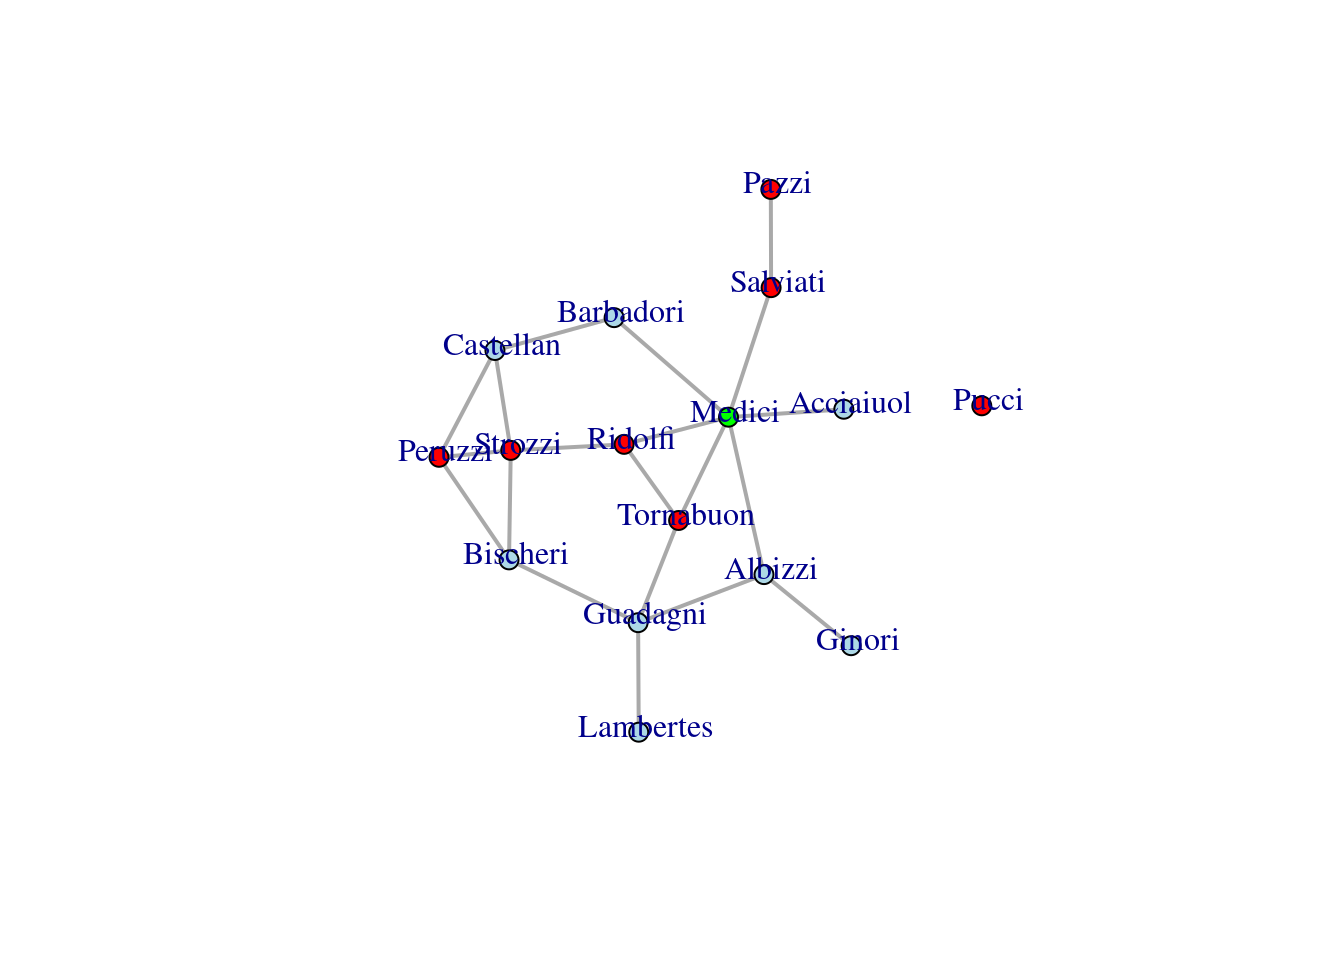 Pazzi
Salviati
Barbadori
Castellan
Medici
Acciaiuol
Pucci
Peruzzi
Strozzi
Ridolfi
Tornabuon
Bischeri
Albizzi
Guadagni
Ginori
Lambertes